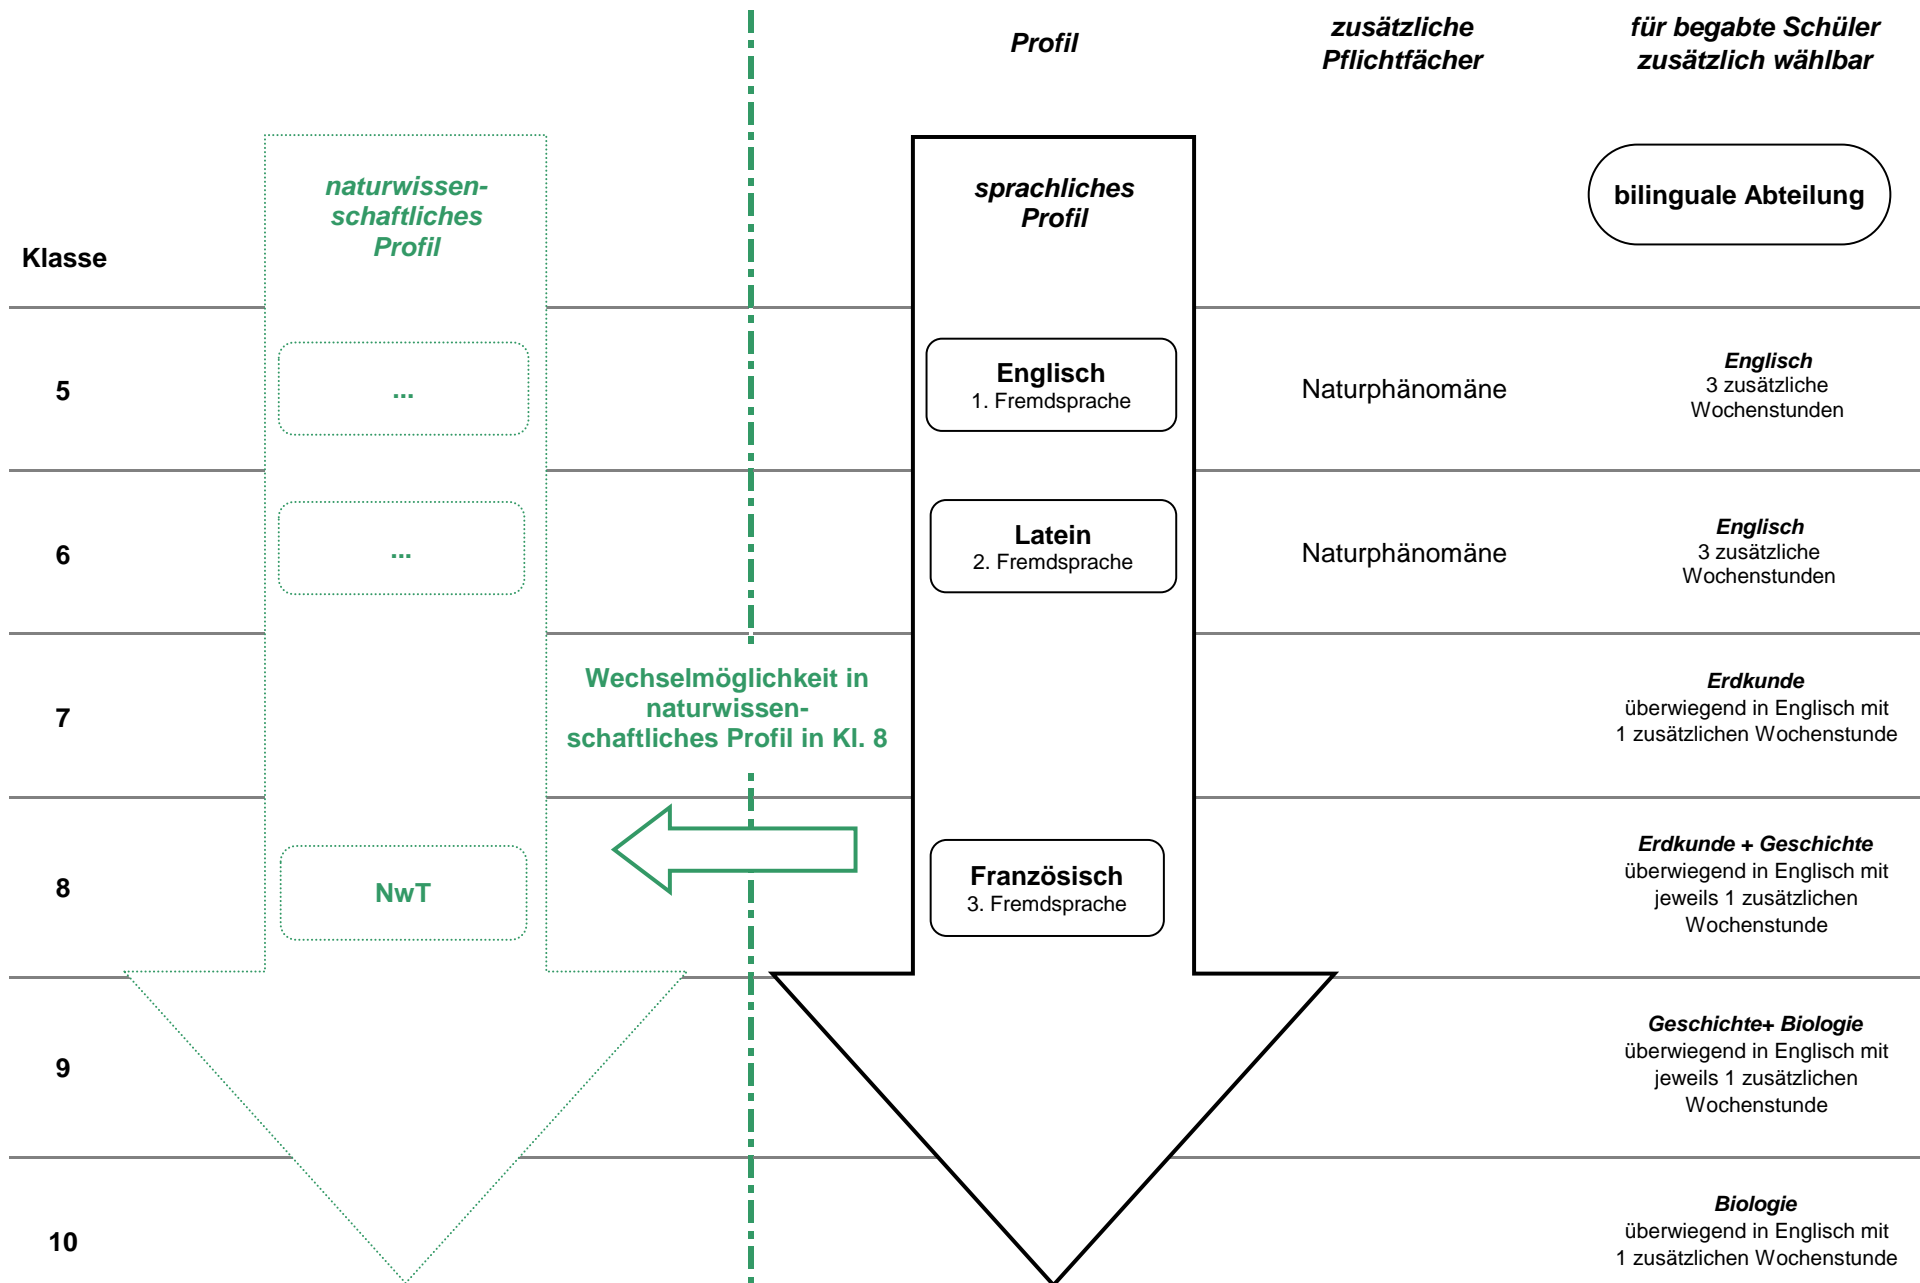 Profil
zusätzliche
Pflichtfächer
für begabte Schüler
zusätzlich wählbar
naturwissen-
schaftliches
Profil
sprachliches
Profil
bilinguale Abteilung
Klasse
5
...
Englisch
1. Fremdsprache
Naturphänomäne
Englisch
3 zusätzliche
Wochenstunden
6
...
Latein
2. Fremdsprache
Naturphänomäne
Englisch
3 zusätzliche
Wochenstunden
7
Wechselmöglichkeit in
naturwissen-
schaftliches Profil in Kl. 8
Erdkunde
überwiegend in Englisch mit
1 zusätzlichen Wochenstunde
8
NwT
Französisch
3. Fremdsprache
Erdkunde + Geschichte
überwiegend in Englisch mit
jeweils 1 zusätzlichen
Wochenstunde
9
Geschichte+ Biologie
überwiegend in Englisch mit
jeweils 1 zusätzlichen
Wochenstunde
10
Biologie
überwiegend in Englisch mit
1 zusätzlichen Wochenstunde